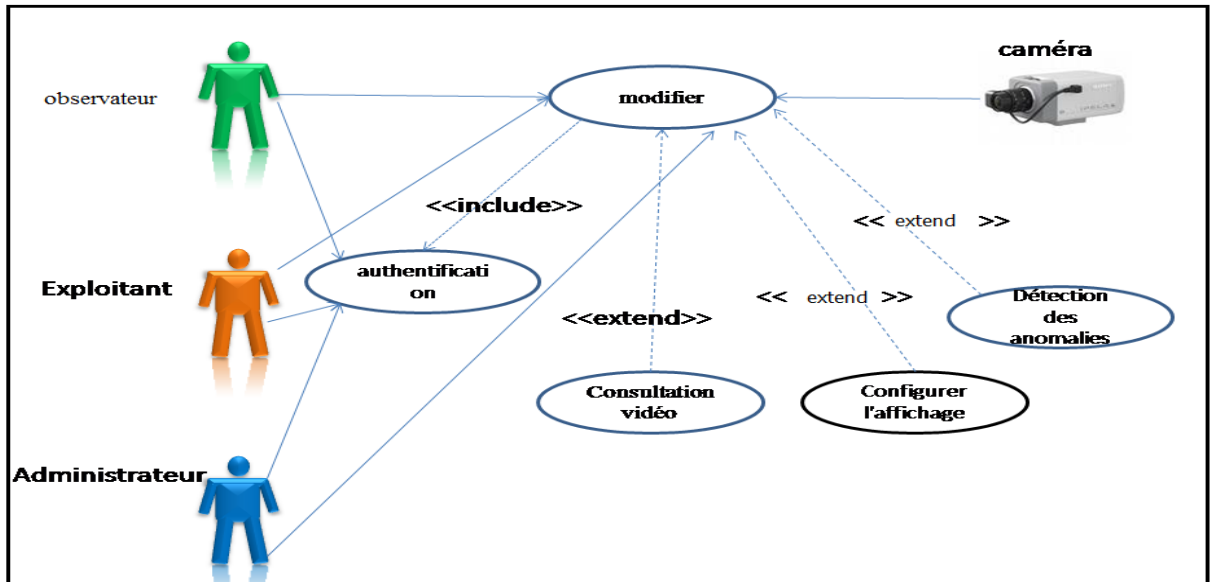 caméra
observateur
modifier
<<include>>
<< extend >>
authentificati
on
Exploitant
<< extend >>
Détection
des
anomalies
<<extend>>
Consultation
vidéo
Configurer
l'affichage
Administrateur